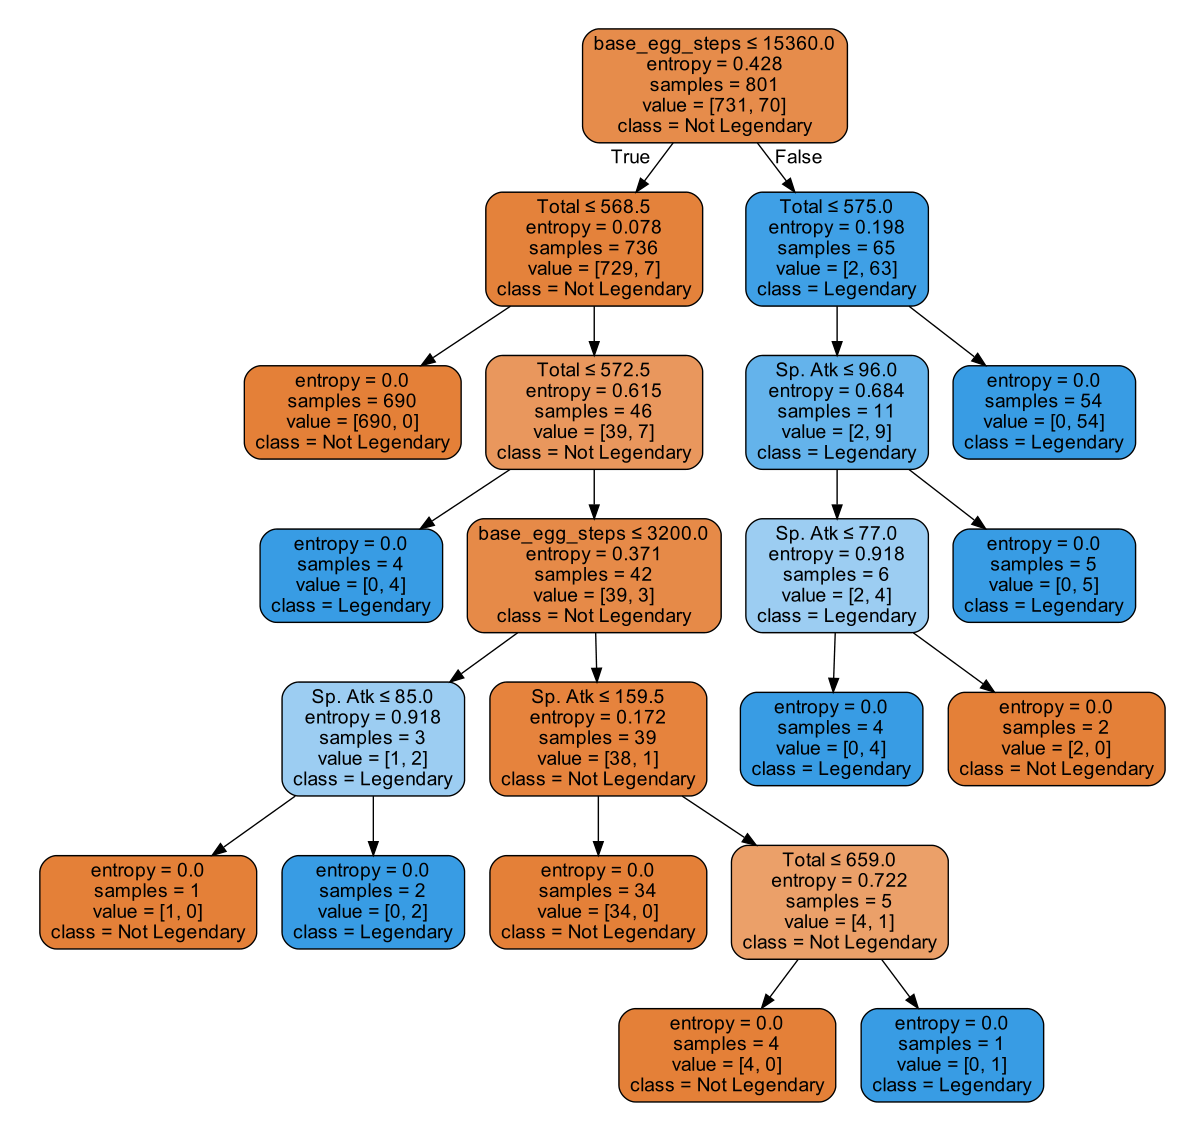 base_egg_steps ≤ 15360.0
entropy = 0.428
samples = 801
value = [731, 70]
class = Not Legendary
True
False
Total ≤ 568.5
entropy = 0.078
samples = 736
value = [729, 7]
class = Not Legendary
Total ≤ 575.0
entropy = 0.198
samples = 65
value = [2, 63]
class = Legendary
entropy = 0.0
samples = 690
value = [690, 0]
class = Not Legendary
Total ≤ 572.5
entropy = 0.615
samples = 46
value = [39, 7]
class = Not Legendary
Sp. Atk ≤ 96.0
entropy = 0.684
samples = 11
value = [2, 9]
class = Legendary
entropy = 0.0
samples = 54
value = [0, 54]
class = Legendary
entropy = 0.0
samples = 4
value = [0, 4]
class = Legendary
base_egg_steps ≤ 3200.0
entropy = 0.371
samples = 42
value = [39, 3]
class = Not Legendary
Sp. Atk ≤ 77.0
entropy = 0.918
samples = 6
value = [2, 4]
class = Legendary
entropy = 0.0
samples = 5
value = [0, 5]
class = Legendary
Sp. Atk ≤ 85.0
entropy = 0.918
samples = 3
value = [1, 2]
class = Legendary
Sp. Atk ≤ 159.5
entropy = 0.172
samples = 39
value = [38, 1]
class = Not Legendary
entropy = 0.0
samples = 4
value = [0, 4]
class = Legendary
entropy = 0.0
samples = 2
value = [2, 0]
class = Not Legendary
entropy = 0.0
samples = 1
value = [1, 0]
class = Not Legendary
entropy = 0.0
samples = 2
value = [0, 2]
class = Legendary
entropy = 0.0
samples = 34
value = [34, 0]
class = Not Legendary
Total ≤ 659.0
entropy = 0.722
samples = 5
value = [4, 1]
class = Not Legendary
entropy = 0.0
samples = 4
value = [4, 0]
class = Not Legendary
entropy = 0.0
samples = 1
value = [0, 1]
class = Legendary